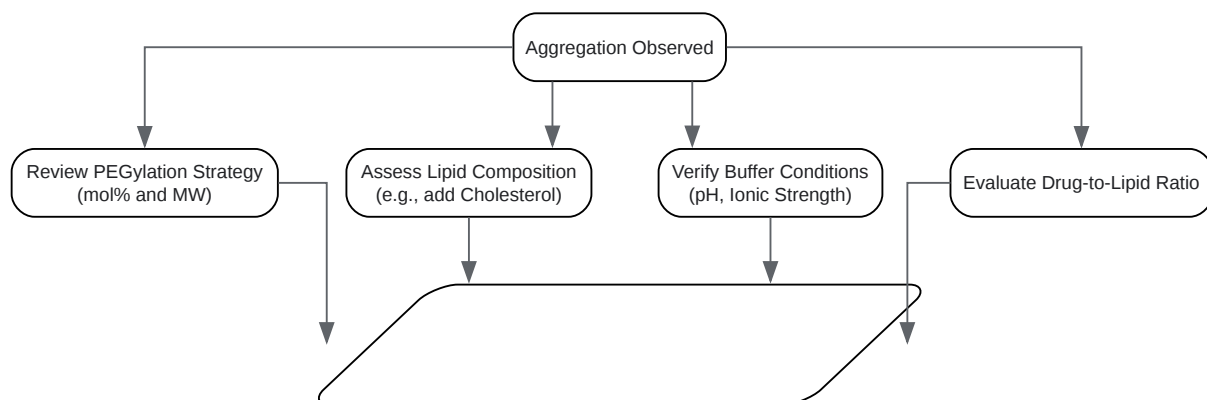 Aggregation Observed
Review PEGylation Strategy
(mol% and MW)
Assess Lipid Composition
(e.g., add Cholesterol)
Verify Buffer Conditions
(pH, Ionic Strength)
Evaluate Drug-to-Lipid Ratio